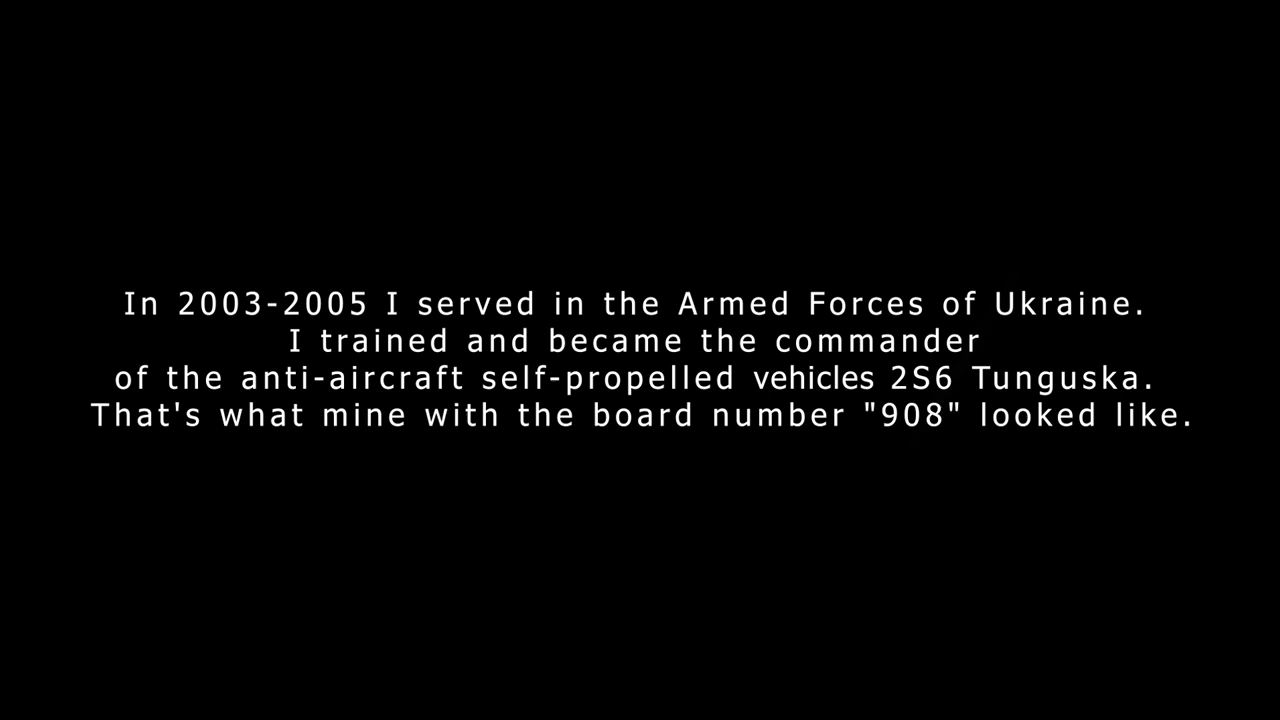 In 2003-2005 I served in the Armed Forces of Ukraine.
I trained and became the commander
of the anti-aircraft self-propelled vehicles 2S6 Tunguska.
That's what mine with the board number "908" looked like.